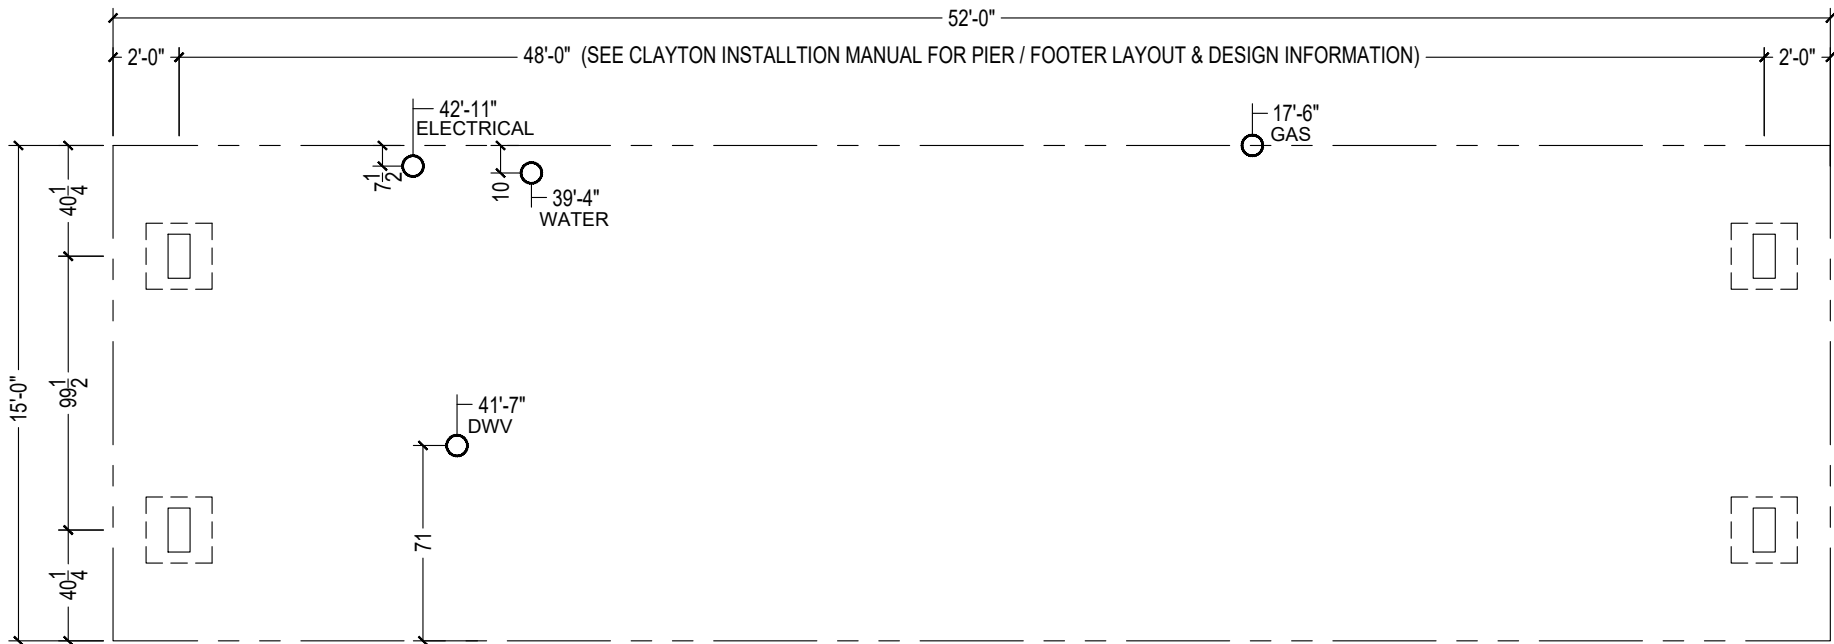 52'-0"
2'-0"
48'-0" (SEE CLAYTON INSTALLTION MANUAL FOR PIER / FOOTER LAYOUT & DESIGN INFORMATION)
2'-0"
42'-11"
ELECTRICAL
17'-6"
GAS
7 1/2
10
39'-4"
WATER
40 1/4
99 1/2
15'-0"
41'-7"
DWV
71
40 1/4